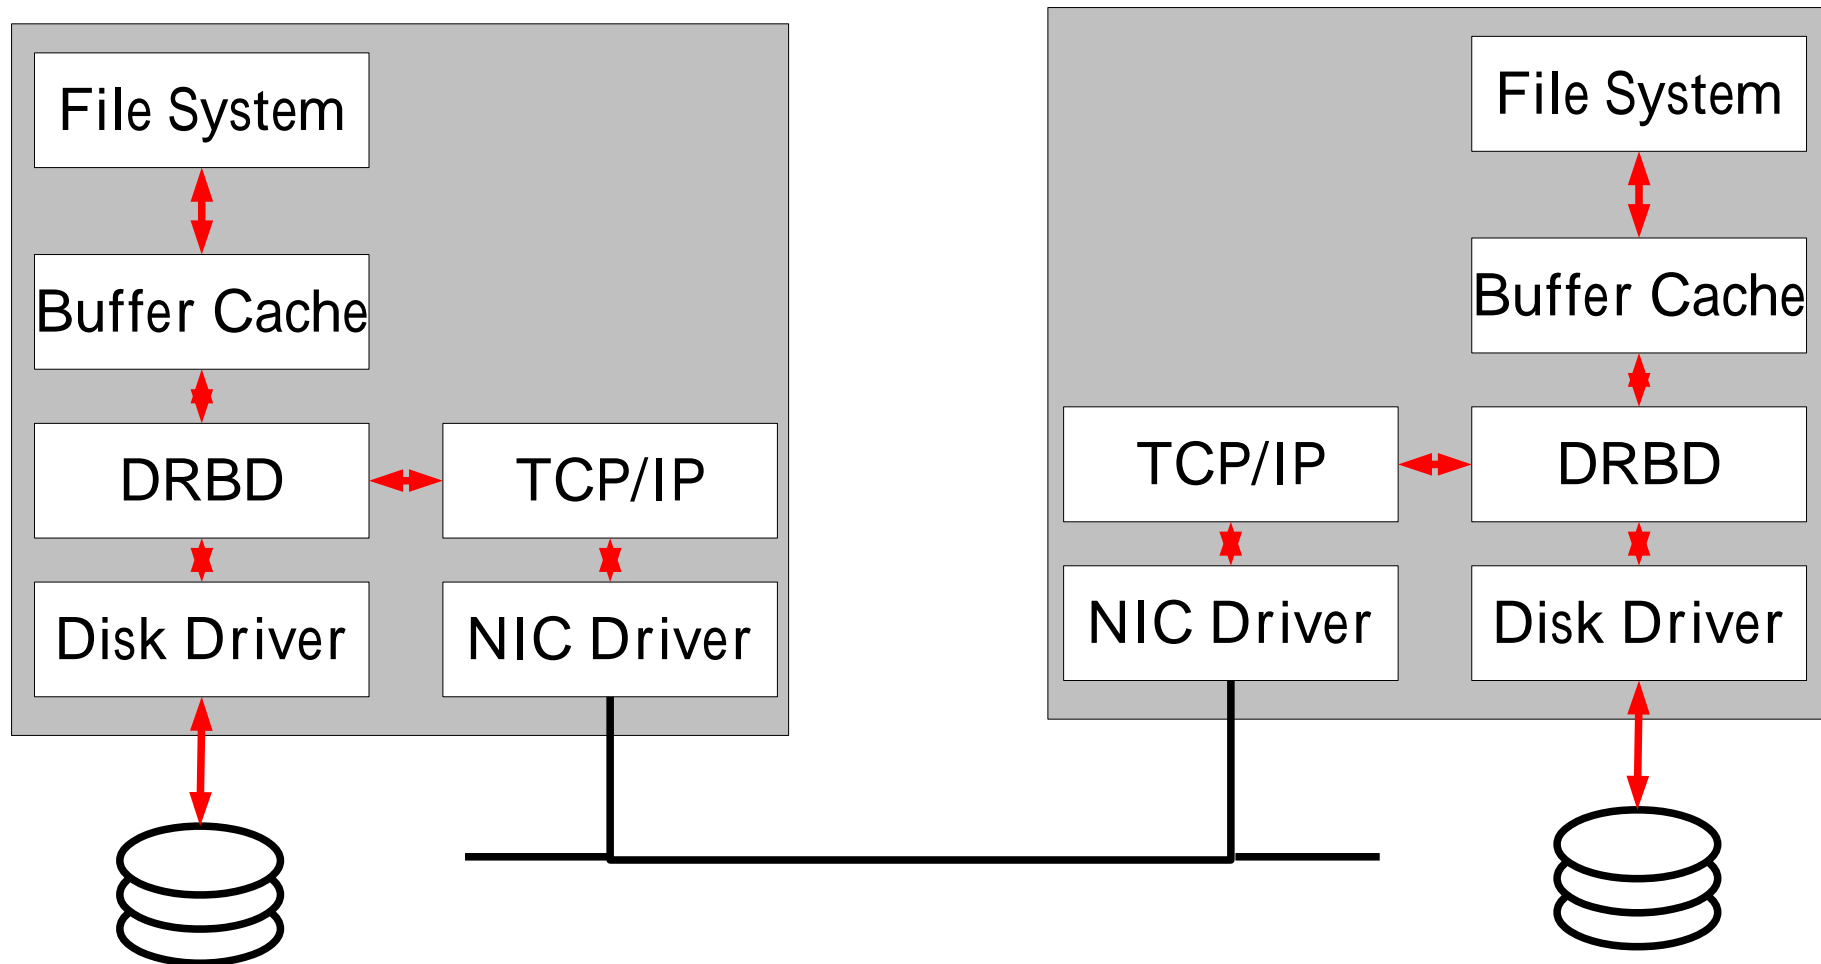 File System
Buffer Cache
DRBD
TCP/IP
Disk Driver
NIC Driver
File System
Buffer Cache
TCP/IP
DRBD
NIC Driver
Disk Driver